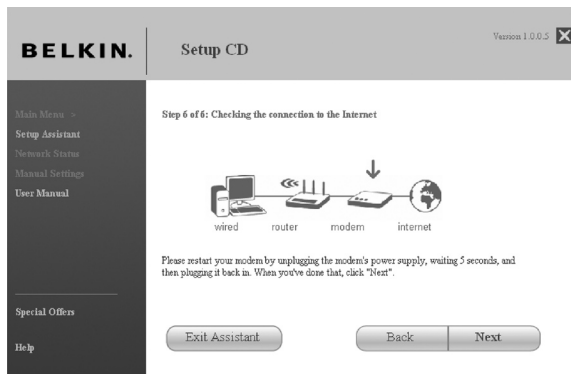 BELKIN.
Setup CD
Version 1.0.0.5
Main Menu >
Setup Assistant
Network Status
Manual Settings
User Manual
Special Offers
Help
Step 6 of 6: Checking the connection to the Internet
wired router modem internet
Please restart your modem by unplugging the modem's power supply, waiting 5 seconds, and
then plugging it back in. When you've done that, click "Next".
Exit Assistant
Back
Next